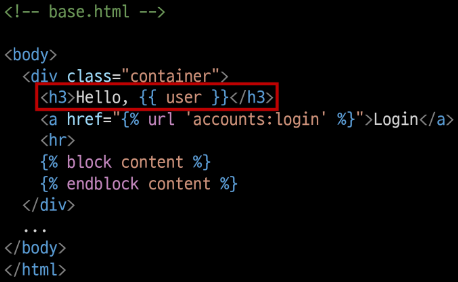 <!-- base.html -->
<body>
<div class="container">
<h3>Hello, {{ user }}</h3>
<a href="{% url 'accounts:login' %}">Login</a>
<hr>
{% block content %}
{% endblock content %}
</div>
...
</body>
</html>